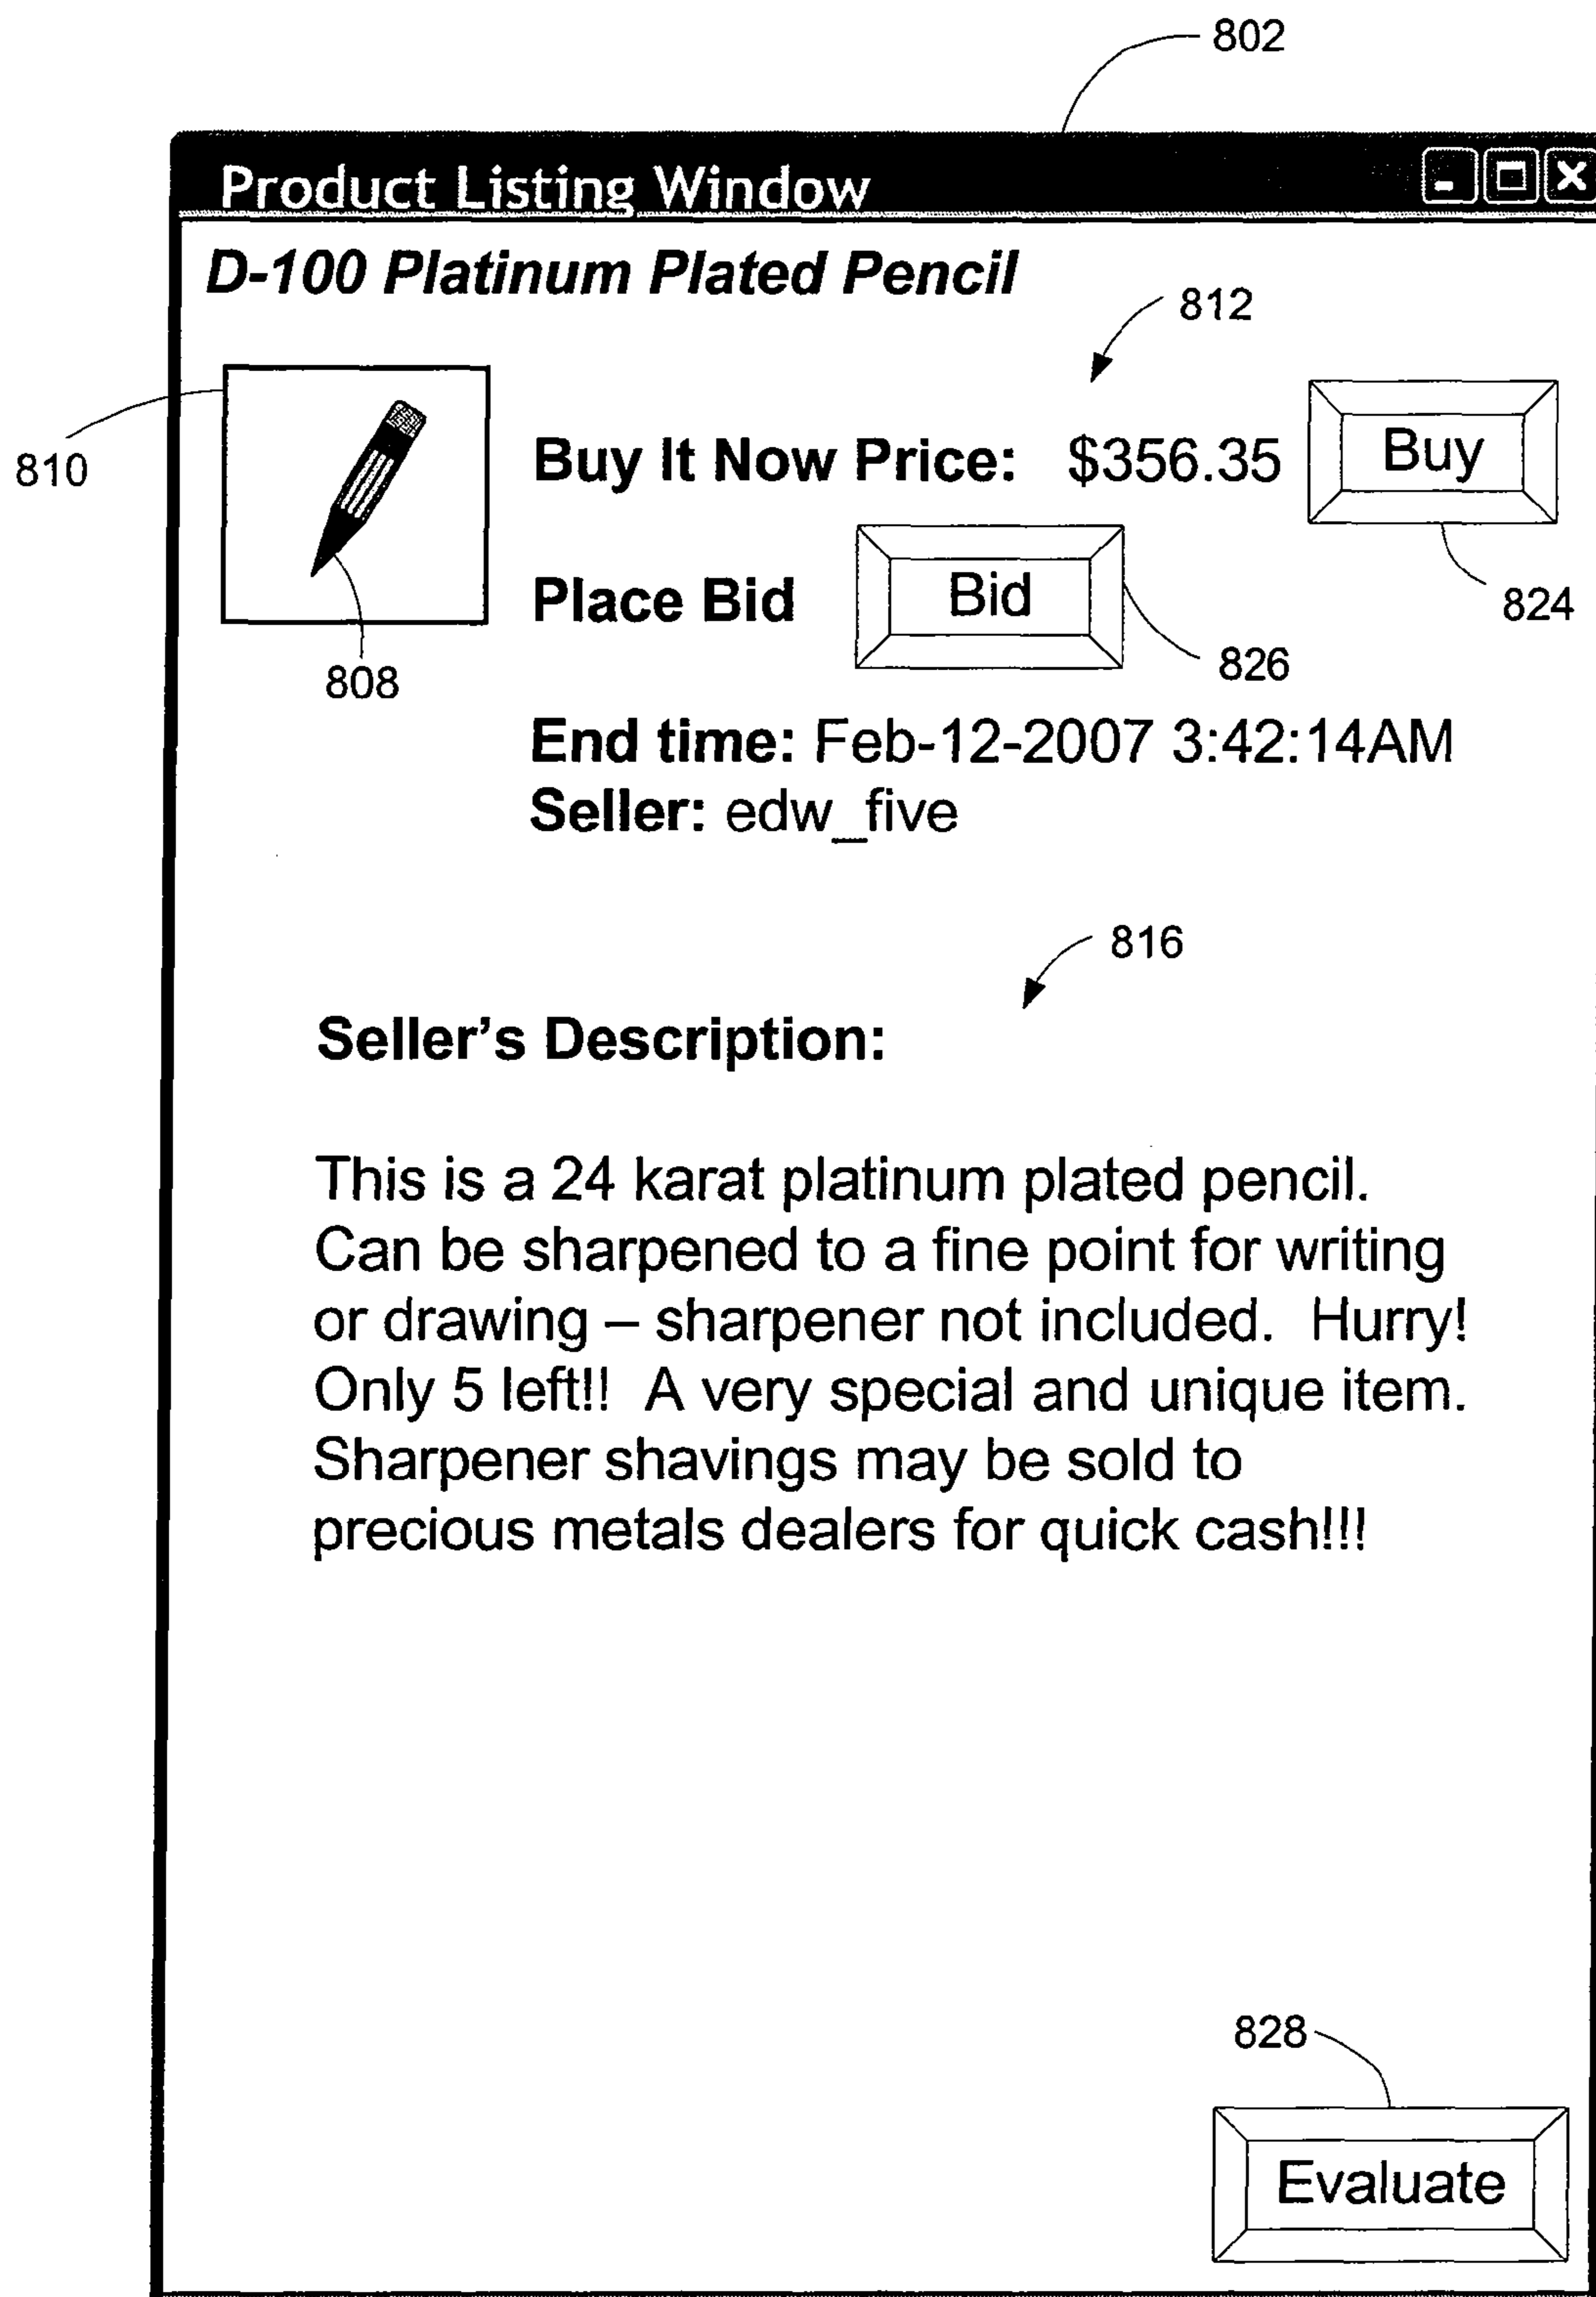 802
Product Listing Window
D-100 Platinum Plated Pencil
812
810
Buy It Now Price: $356.35 Buy
824
Place Bid Bid
826
808
End time: Feb-12-2007 3:42:14AM
Seller: edw_five
816
Seller's Description:
This is a 24 karat platinum plated pencil.
Can be sharpened to a fine point for writing
or drawing – sharpener not included. Hurry!
Only 5 left!! A very special and unique item.
Sharpener shavings may be sold to
precious metals dealers for quick cash!!!
828
Evaluate